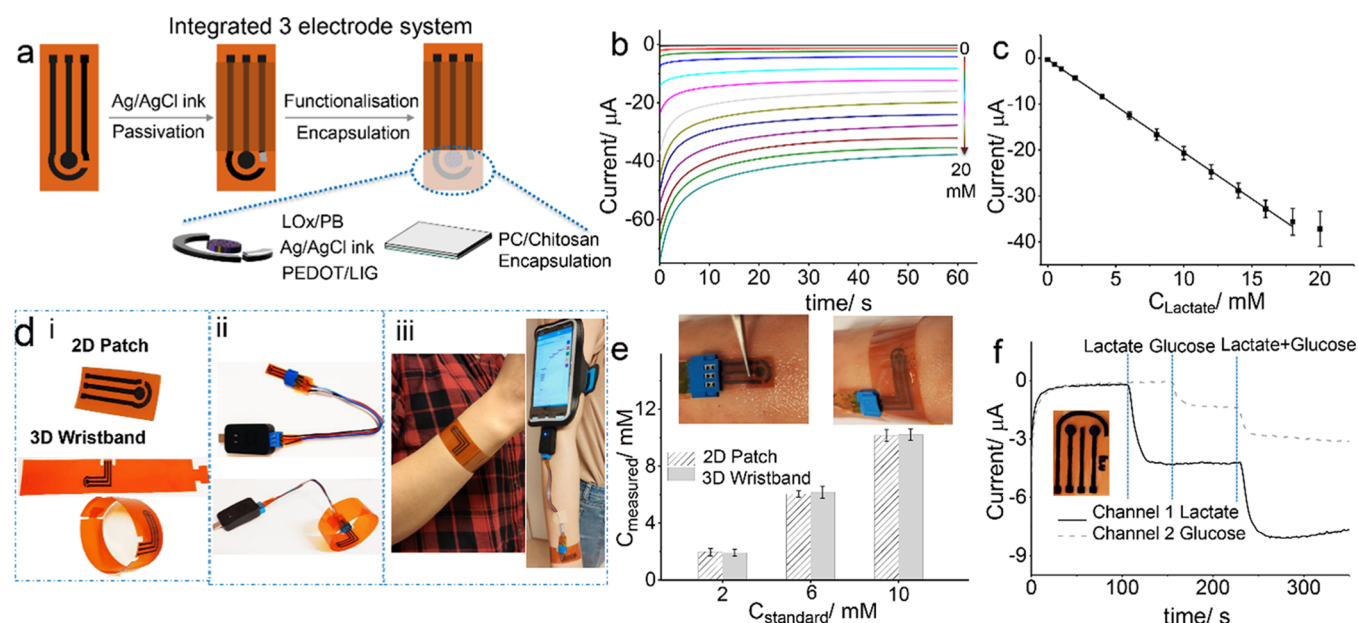 Integrated 3 electrode system
a
Ag/AgCl ink
Passivation
Functionalisation
Encapsulation
LOx/PB
Ag/AgCl ink
PEDOT/LIG
PC/Chitosan
Encapsulation
b
0
-20
-40
-60
Current/ μA
0
20
mM
0 10 20 30 40 50 60
time/ s
c
0
-10
-20
-30
-40
Current/ μA
0 5 10 15 20
CLactate/ mM
d
i
2D Patch
3D Wristband
ii
iii
e
12
8
4
0
Cmeasured/ mM
2D Patch
3D Wristband
2 6 10
Cstandard/ mM
f
Lactate Glucose Lactate+Glucose
0
-3
-6
-9
Current/ μA
Channel 1 Lactate
Channel 2 Glucose
0 100 200 300
time/ s